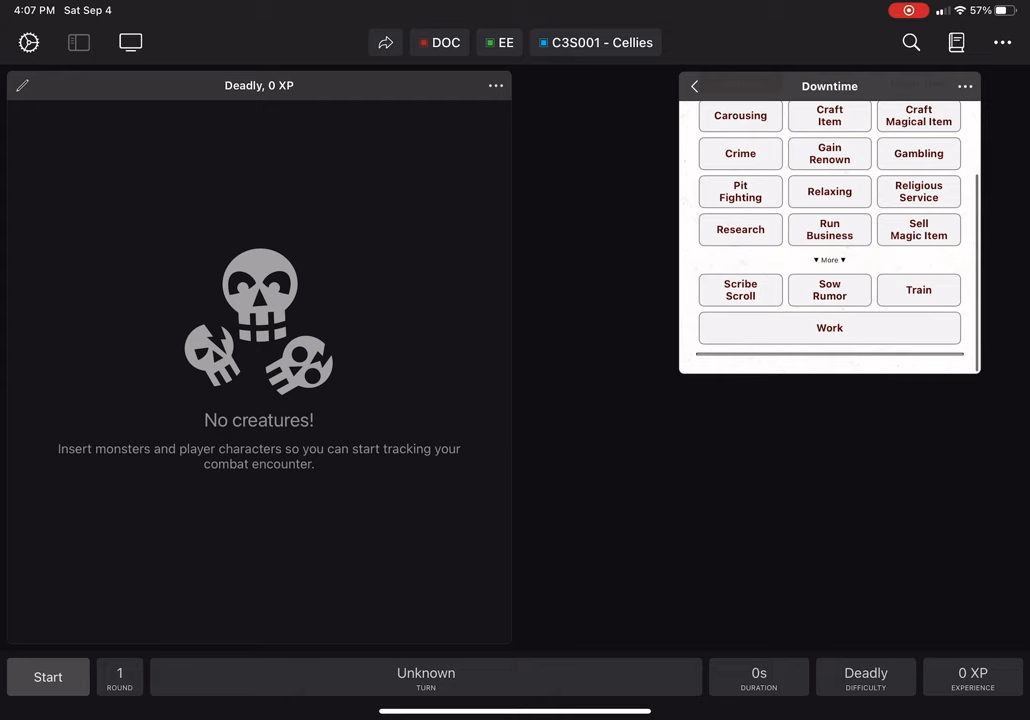 4:07 PM Sat Sep 4
57%
DOC
EE
C3S001 - Cellies
Deadly, 0 XP
No creatures!
Insert monsters and player characters so you can start tracking your
combat encounter.
Downtime
Carousing
Craft
Item
Craft
Magical Item
Crime
Gain
Renown
Gambling
Pit
Fighting
Relaxing
Religious
Service
Research
Run
Business
Sell
Magic Item
▼ More ▼
Scribe
Scroll
Sow
Rumor
Train
Work
Start
1
ROUND
Unknown
TURN
0s
DURATION
Deadly
DIFFICULTY
0 XP
EXPERIENCE